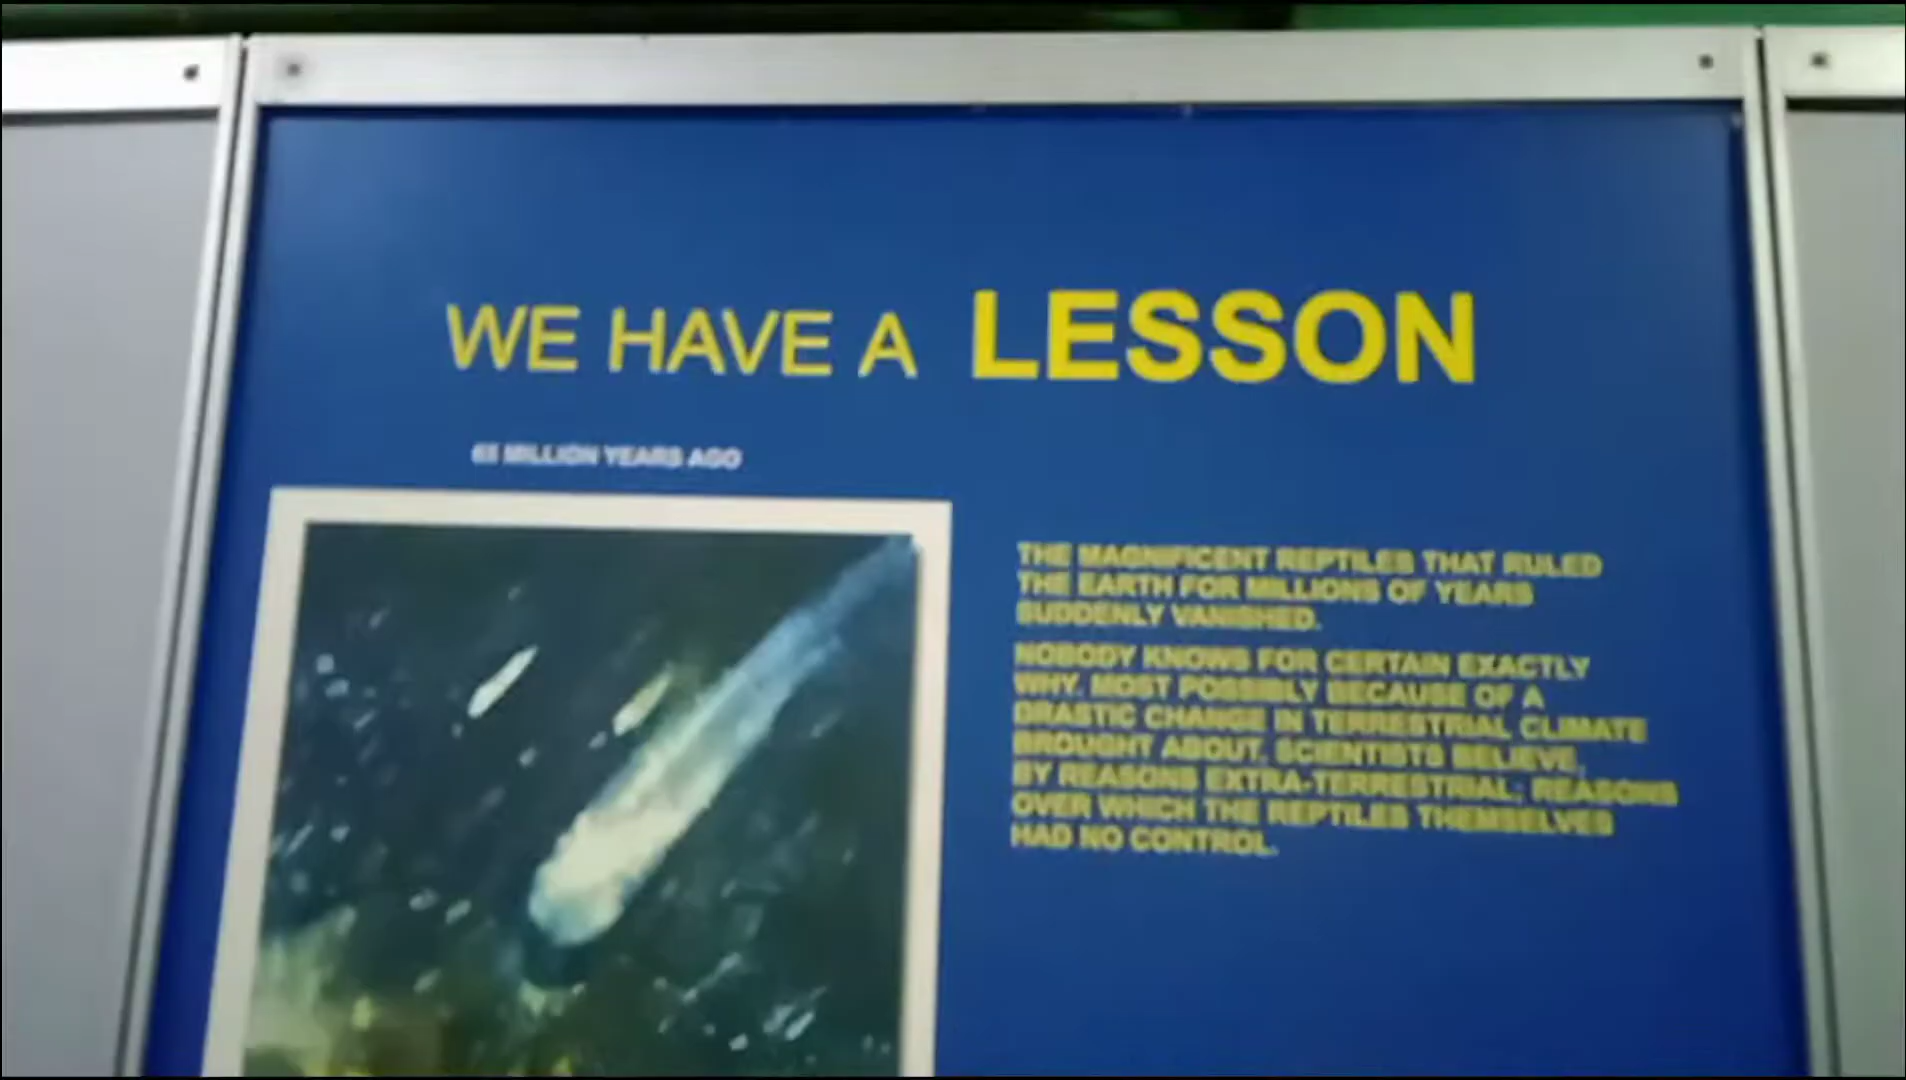 WE HAVE A LESSON
65 MILLION YEARS AGO
THE MAGNIFICENT REPTILES THAT RULED
THE EARTH FOR MILLIONS OF YEARS
SUDDENLY VANISHED.
NOBODY KNOWS FOR CERTAIN EXACTLY
WHY. MOST POSSIBLY BECAUSE OF A
DRASTIC CHANGE IN TERRESTRIAL CLIMATE
BROUGHT ABOUT, SCIENTISTS BELIEVE,
BY REASONS EXTRA-TERRESTRIAL; REASONS
OVER WHICH THE REPTILES THEMSELVES
HAD NO CONTROL.